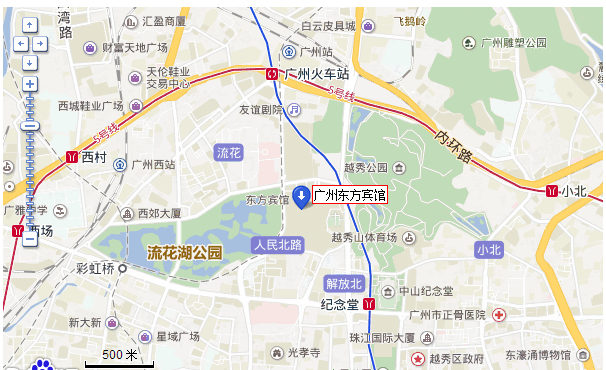 湾
路
汇盈商厦
飞鹅岭
白云皮具城
财富天地广场
广州站
广州雕塑公园
天伦鞋业
交易中心
广州火车站
5号线
西城鞋业广场
友谊剧院
5号线
内环路
西村
广州西站
流花
越秀公园
小北
东方宾馆
广州东方宾馆
广雅中学
西郊大厦
西场
流花湖公园
人民北路
越秀山体育场
小北
彩虹桥
解放北
中山纪念堂
纪念堂
广州市正骨医院
新大新
星域广场
珠江国际大厦
500 米
光孝寺
越秀区政府
东濠涌博物馆